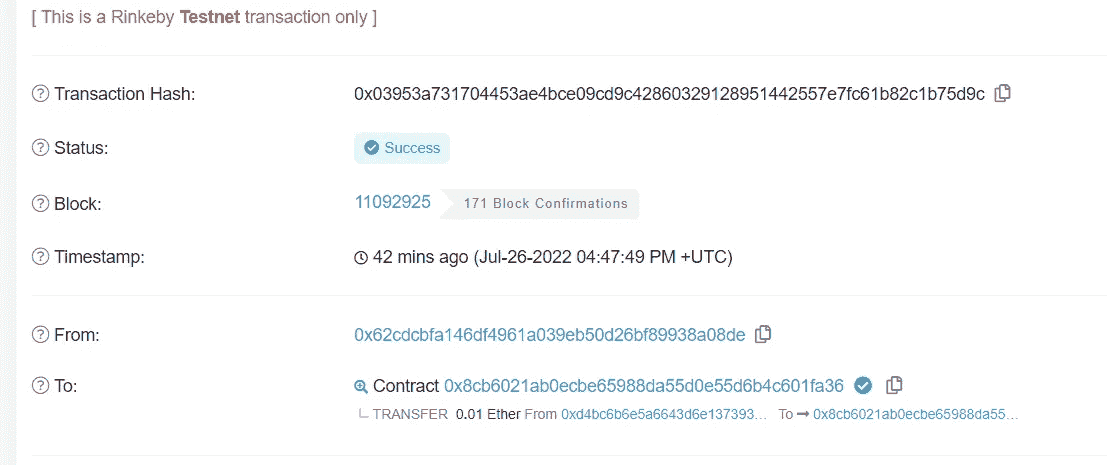 [ This is a Rinkeby Testnet transaction only ]
Transaction Hash: 0x03953a731704453ae4bce09cd9c42860329128951442557e7fc61b82c1b75d9c
Status: Success
Block: 11092925 171 Block Confirmations
Timestamp: 42 mins ago (Jul-26-2022 04:47:49 PM +UTC)
From: 0x62cdcbfa146df4961a039eb50d26bf89938a08de
To: Contract 0x8cb6021ab0ecbe65988da55d0e55d6b4c601fa36
TRANSFER 0.01 Ether From 0xd4bc6b6e5a6643d6e137393... To 0x8cb6021ab0ecbe65988da55...